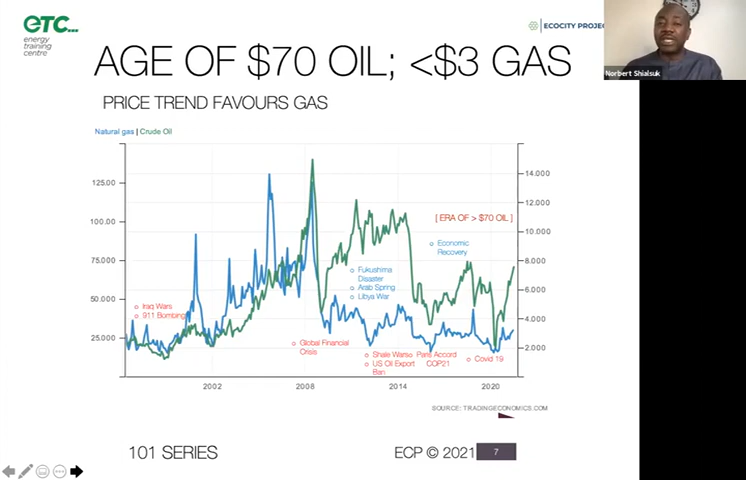 eTC...
energy
training
centre
ECOCITY PROJE
Norbert Shialsuk
AGE OF $70 OIL; <$3 GAS
PRICE TREND FAVOURS GAS
Natural gas | Crude Oil
14.000
125.00
12.000
[ ERA OF > $70 OIL ]
100.00
10.000
Economic
Recovery
75.000
8.000
Fukushima
Disaster
Arab Spring
Libya War
6.000
50.000
Iraq Wars
911 Bombing
4.000
25.000
Global Financial
Crisis
2.000
Shale Wars
US Oil Export
Ban
Paris Accord
COP21
Covid 19
2002
2008
2014
2020
SOURCE: TRADINGECONOMICS.COM
101 SERIES
ECP © 2021
7